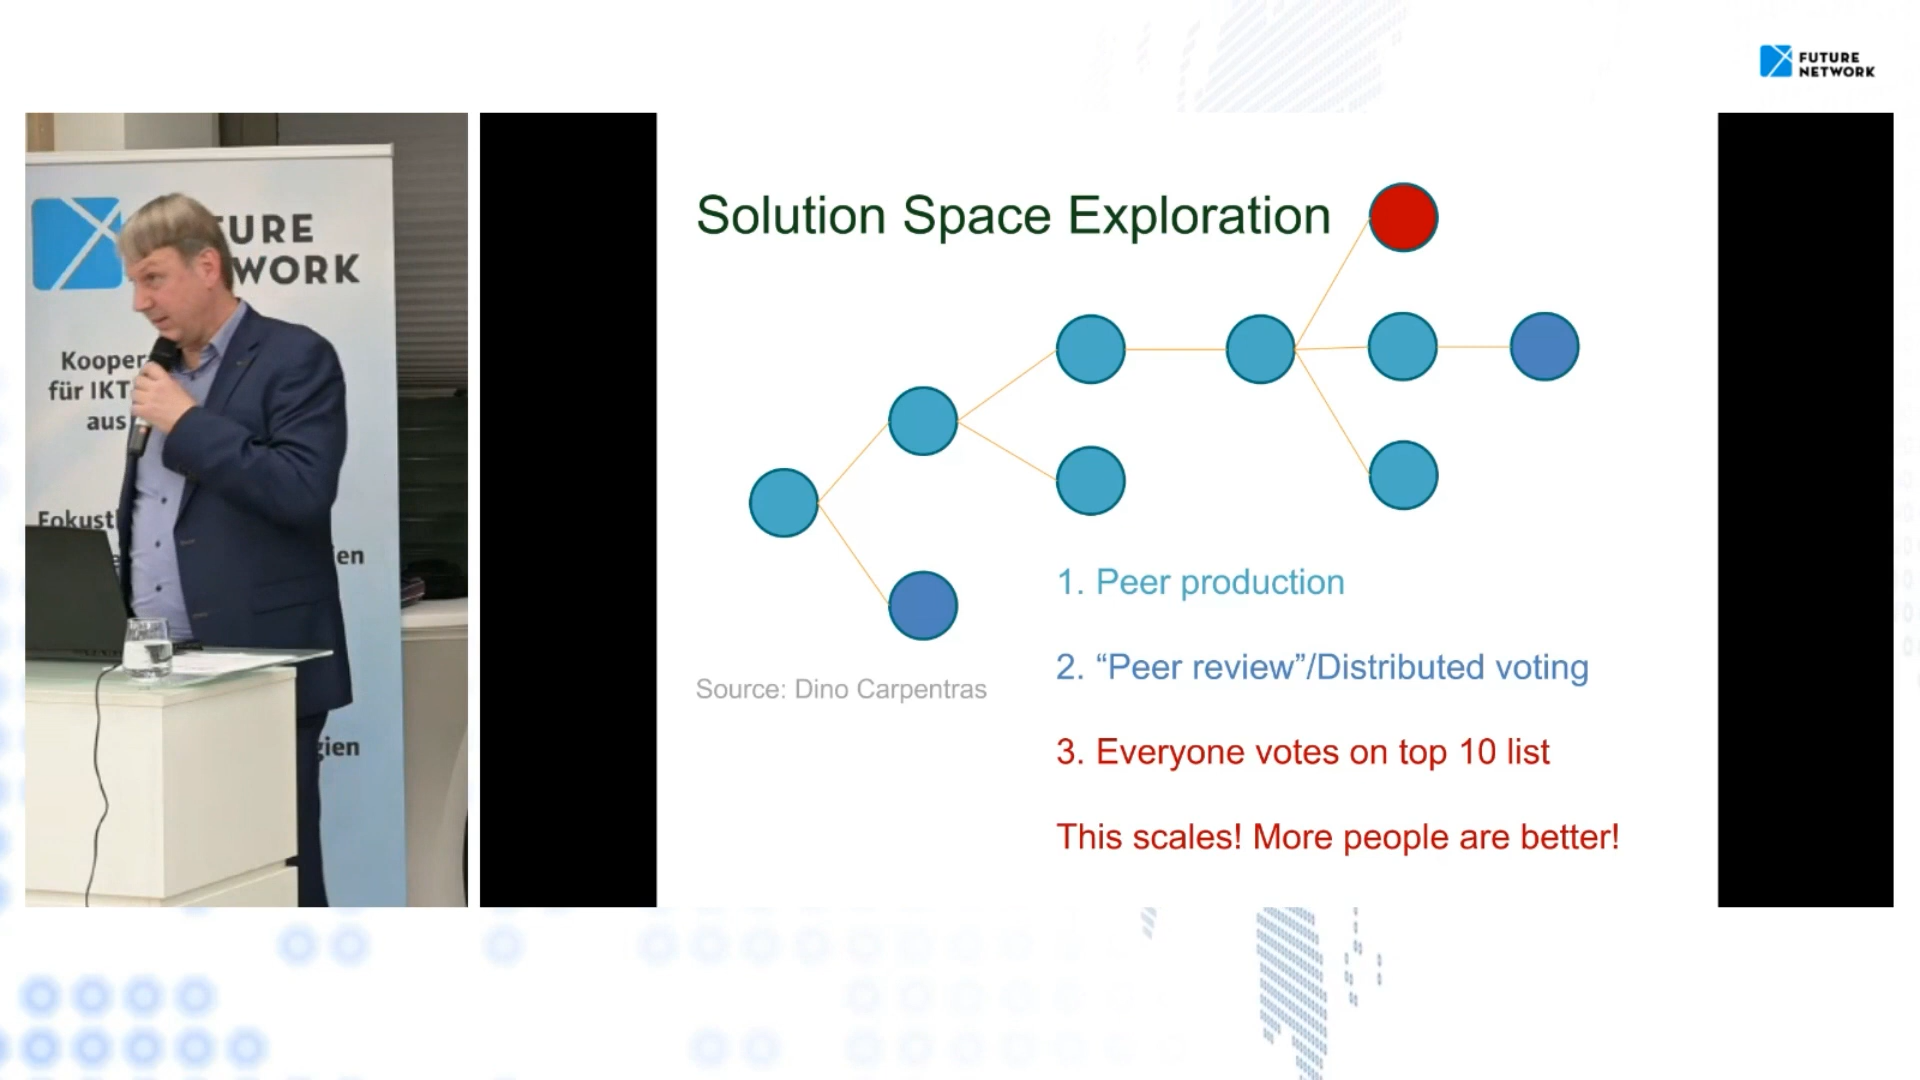 FUTURE
NETWORK
TURE
WORK
Kooper
für IKT
aus
Fokust
ien
gien
Solution Space Exploration
1. Peer production
2. “Peer review”/Distributed voting
Source: Dino Carpentras
3. Everyone votes on top 10 list
This scales! More people are better!